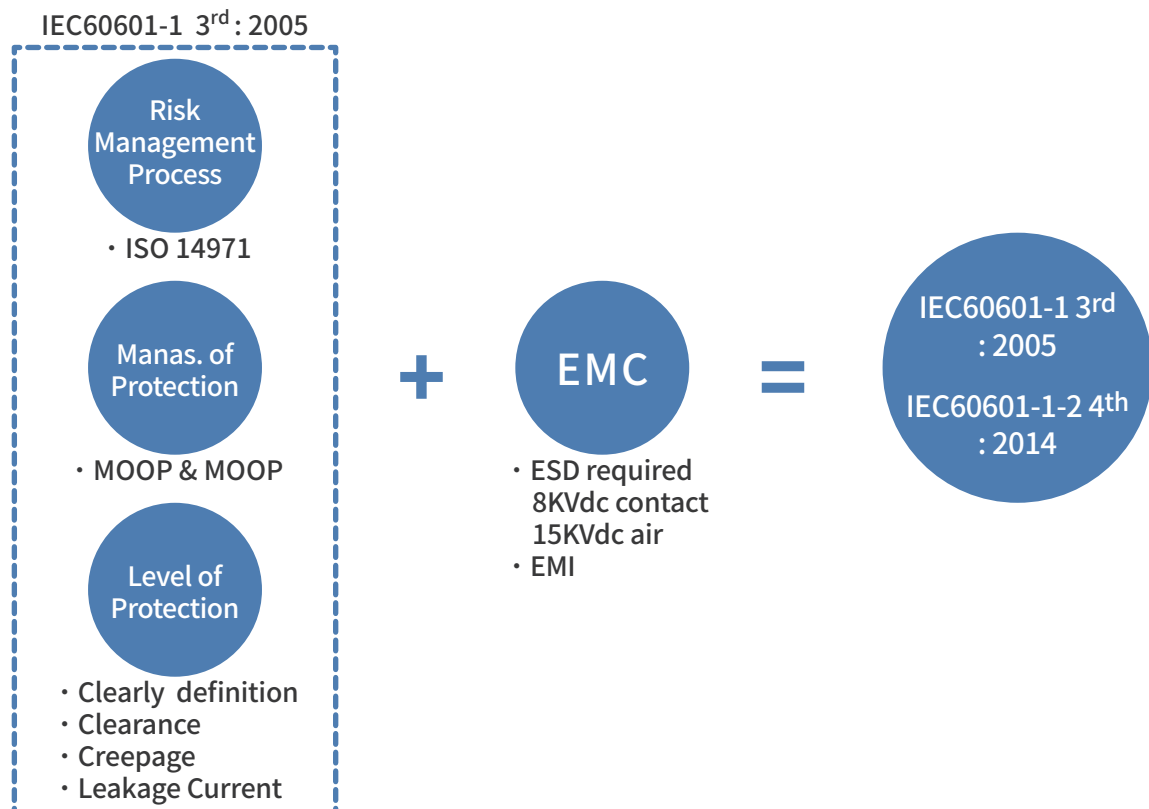 IEC60601-1 3rd : 2005
Risk
Management
Process
· ISO 14971
Manas. of
Protection
· MOOP & MOOP
Level of
Protection
· Clearly definition
· Clearance
· Creepage
· Leakage Current
+
EMC
· ESD required
8KVdc contact
15KVdc air
· EMI
=
IEC60601-1 3rd
: 2005
IEC60601-1-2 4th
: 2014